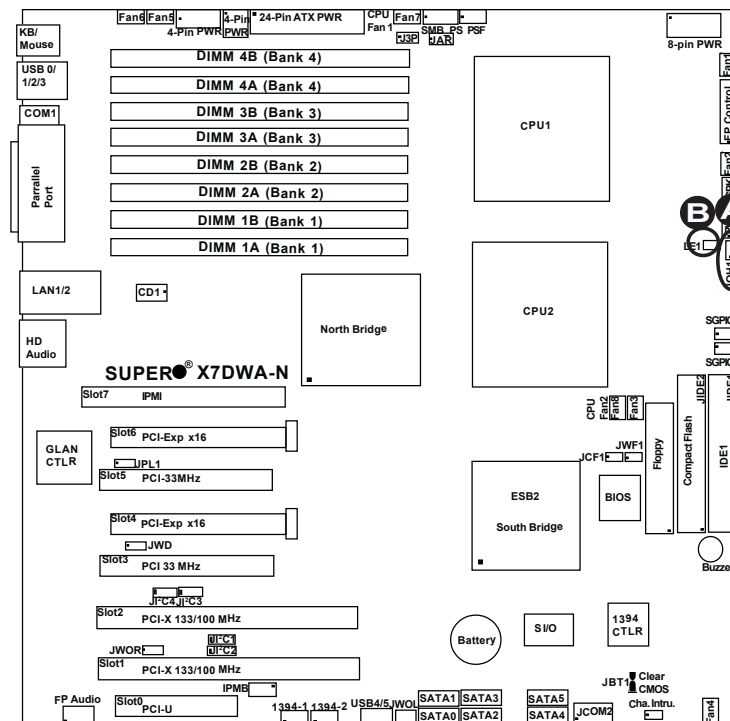 Fan6
Fan5
4-Pin PWR
4-Pin
PWR
24-Pin ATX PWR
CPU
Fan 1
Fan7
J3P
SMB_PS
PSF
JAR
8-pin PWR
Fan1
KB/
Mouse
USB 0/
1/2/3
COM1
Parrallel
Port
DIMM 4B (Bank 4)
DIMM 4A (Bank 4)
DIMM 3B (Bank 3)
DIMM 3A (Bank 3)
DIMM 2B (Bank 2)
DIMM 2A (Bank 2)
DIMM 1B (Bank 1)
DIMM 1A (Bank 1)
CPU1
FP Control
B
A
LE1
LAN1/2
CD1
HD
Audio
North Bridge
CPU2
SGPIO
SGPIO
SUPER® X7DWA-N
Slot7
IPMI
Slot6
PCI-Exp x16
GLAN
CTLR
JPL1
Slot5
PCI-33MHz
Slot4
PCI-Exp x16
JWD
Slot3
PCI 33 MHz
JI²C4
JI²C3
Slot2
PCI-X 133/100 MHz
JI²C1
JI²C2
JWOR
Slot1
PCI-X 133/100 MHz
IPMB
Slot0
PCI-U
FP Audio
CPU
Fan2
Fan8
Fan3
JCF1
JWF1
Floppy
Compact Flash
JIDE2
IDE1
ESB2
South Bridge
BIOS
Buzze
Battery
SI/O
1394
CTLR
JBT1
Clear
CMOS
Cha. Intru.
1394-1
1394-2
USB4/5
JWOL
SATA1
SATA3
SATA0
SATA2
SATA5
SATA4
JCOM2
Fan4